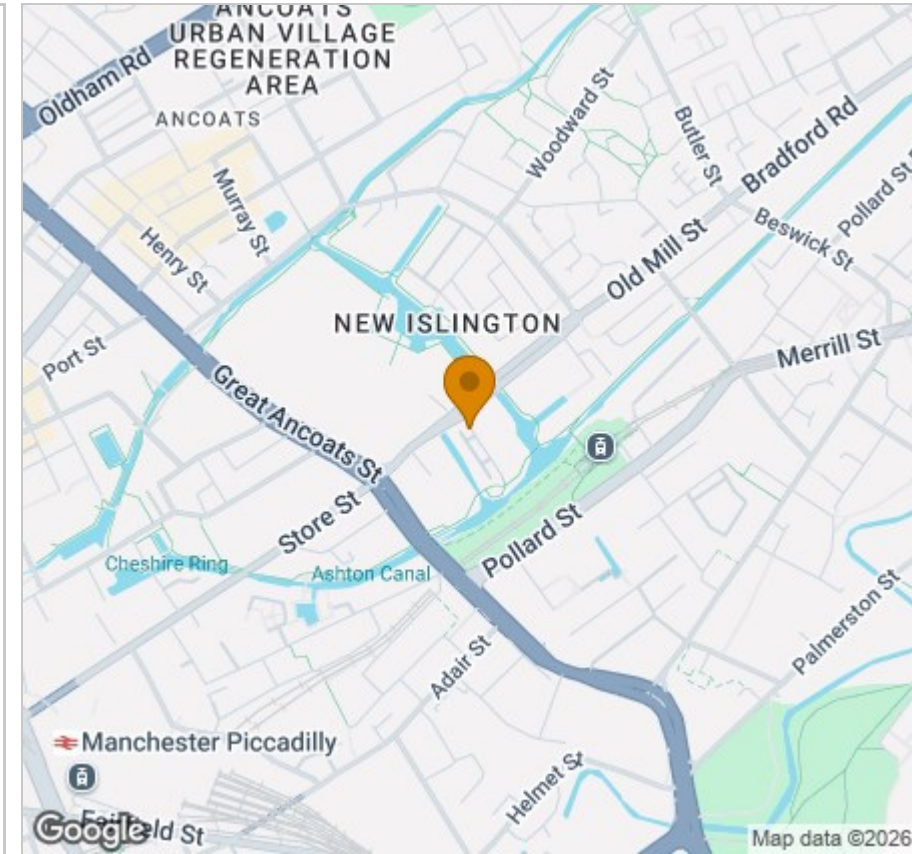 ANCOATS
URBAN VILLAGE
REGENERATION
AREA
Oldham Rd
ANCOATS
Woodward St
Butler St
Bradford Rd
Pollard St
Beswick St
Murray St
Henry St
Old Mill St
NEW ISLINGTON
Port St
Merrill St
Great Ancoats St
Store St
Pollard St
Cheshire Ring
Ashton Canal
Palmerston St
Adair St
Manchester Piccadilly
Helmet St
Fairfield St
Google
Map data ©2026